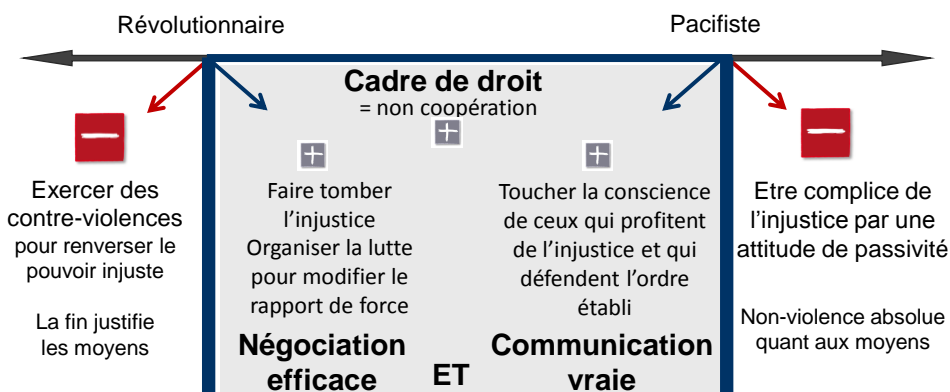 Révolutionnaire
Pacifiste
Cadre de droit
= non coopération
Exercer des
contre-violences
pour renverser le
pouvoir injuste
La fin justifie
les moyens
Faire tomber
l’injustice
Organiser la lutte
pour modifier le
rapport de force
Négociation
efficace
ET
Toucher la conscience
de ceux qui profitent
de l’injustice et qui
défendent l’ordre
établi
Communication
vraie
Etre complice de
l’injustice par une
attitude de passivité
Non-violence absolue
quant aux moyens